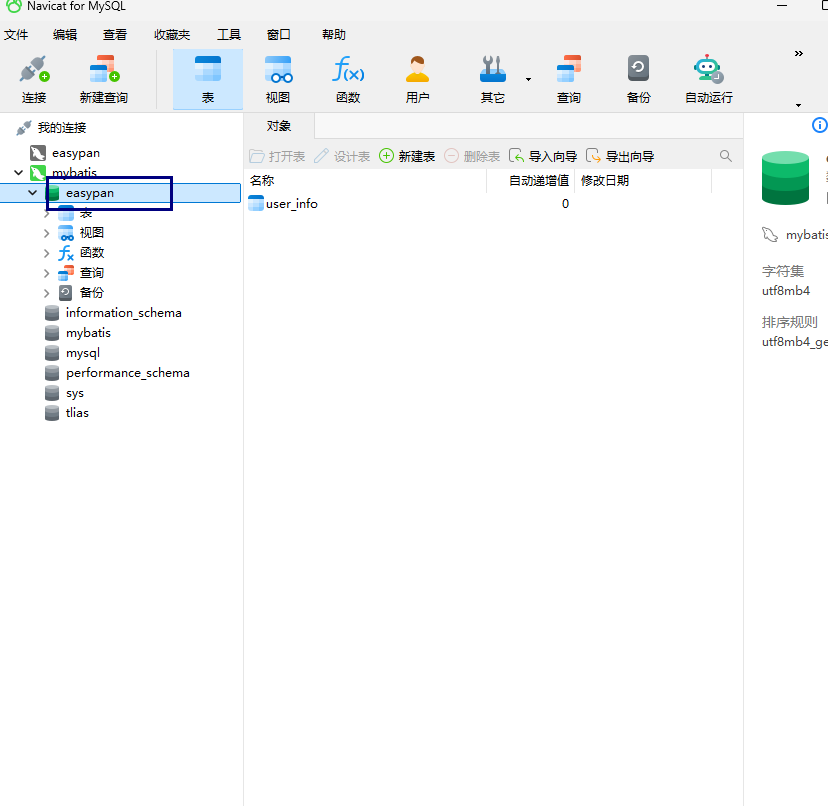 Navicat for MySQL
文件 编辑 查看 收藏夹 工具 窗口 帮助
连接 新建查询 表 视图 函数 用户 其它 查询 备份 自动运行
我的连接
easypan
mybatis
easypan
表
视图
函数
查询
备份
information_schema
mybatis
mysql
performance_schema
sys
tlias
对象
打开表 设计表 新建表 删除表 导入向导 导出向导
名称 自动递增值 修改日期
user_info 0
mybatis
字符集
utf8mb4
排序规则
utf8mb4_ge